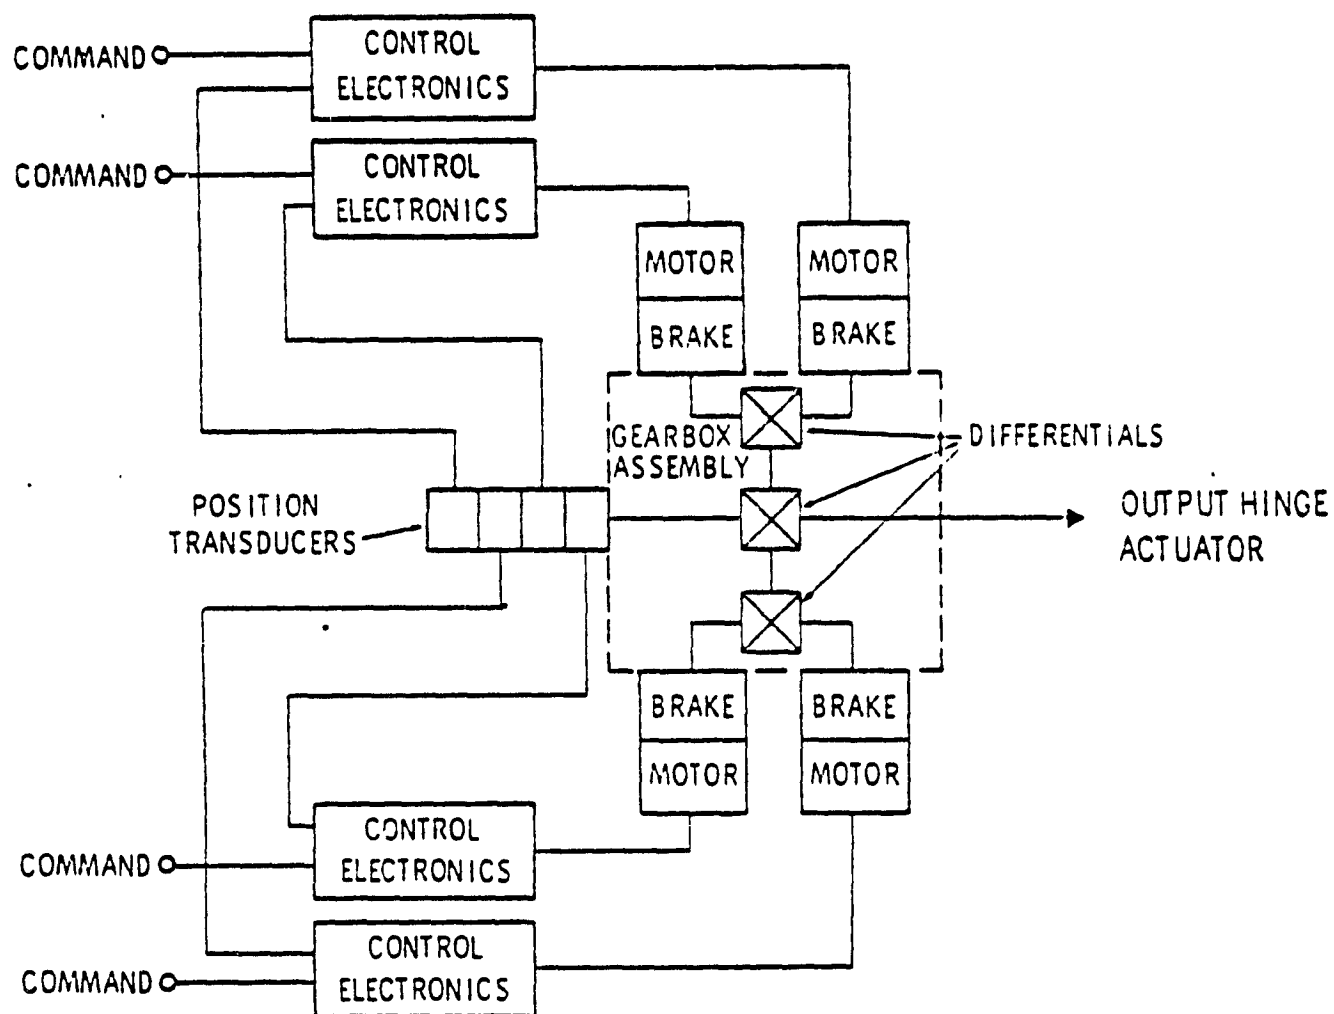 COMMAND
CONTROL
ELECTRONICS
COMMAND
CONTROL
ELECTRONICS
MOTOR
MOTOR
BRAKE
BRAKE
GEARBOX
ASSEMBLY
DIFFERENTIALS
POSITION
TRANSDUCERS
OUTPUT HINGE
ACTUATOR
BRAKE
BRAKE
MOTOR
MOTOR
COMMAND
CONTROL
ELECTRONICS
COMMAND
CONTROL
ELECTRONICS